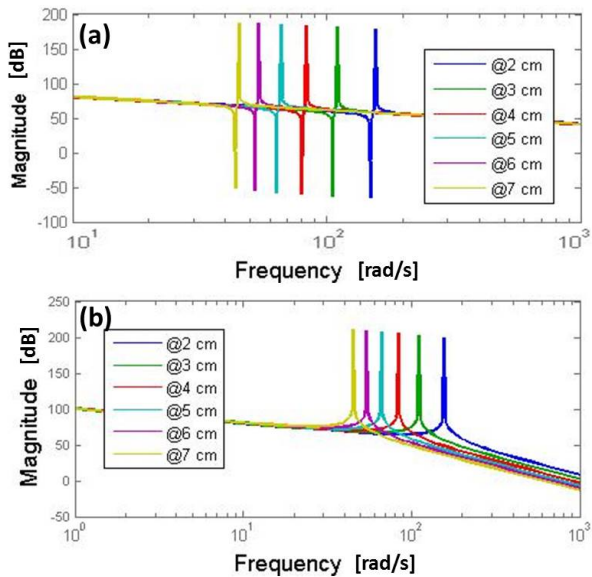 (a)
Magnitude [dB]
200
150
100
50
0
-50
-100
10^1
10^2
10^3
Frequency [rad/s]
@2 cm
@3 cm
@4 cm
@5 cm
@6 cm
@7 cm
(b)
Magnitude [dB]
250
200
150
100
50
0
-50
10^0
10^1
10^2
10^3
Frequency [rad/s]
@2 cm
@3 cm
@4 cm
@5 cm
@6 cm
@7 cm